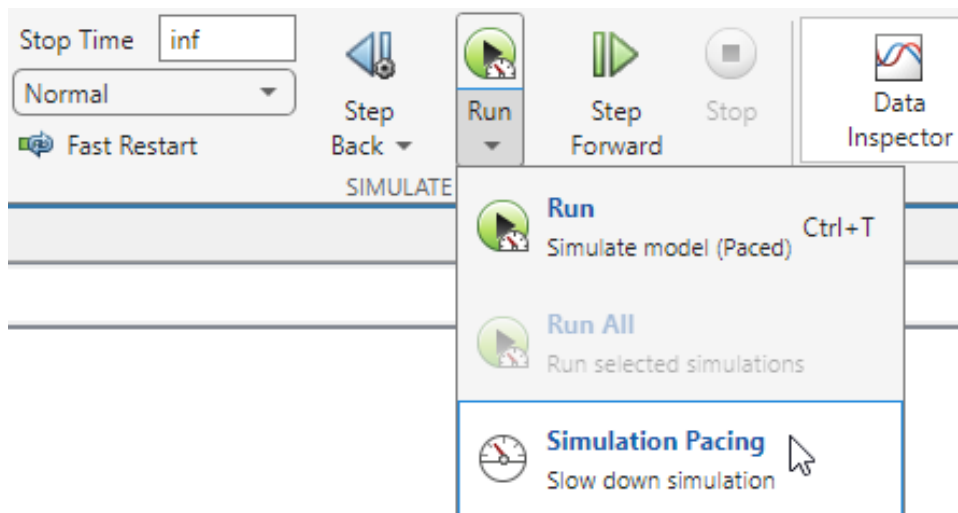 Stop Time inf
Normal
Fast Restart
Step
Back
Run
Step
Forward
Stop
Data
Inspector
SIMULATE
Run
Simulate model (Paced)
Ctrl+T
Run All
Run selected simulations
Simulation Pacing
Slow down simulation